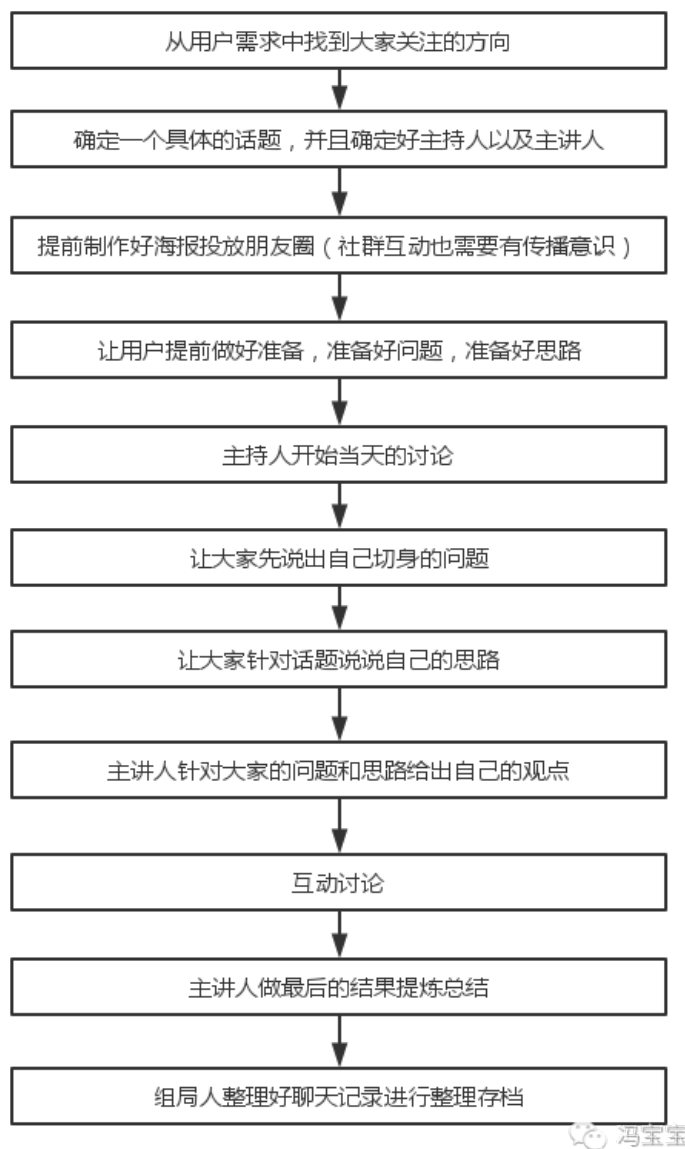 从用户需求中找到大家关注的方向
确定一个具体的话题，并且确定好主持人以及主讲人
提前制作好海报投放朋友圈（社群互动也需要有传播意识）
让用户提前做好准备，准备好问题，准备好思路
主持人开始当天的讨论
让大家先说出自己切身的问题
让大家针对话题说说自己的思路
主讲人针对大家的问题和思路给出自己的观点
互动讨论
主讲人做最后的结果提炼总结
组局人整理好聊天记录进行整理存档
冯宝宝